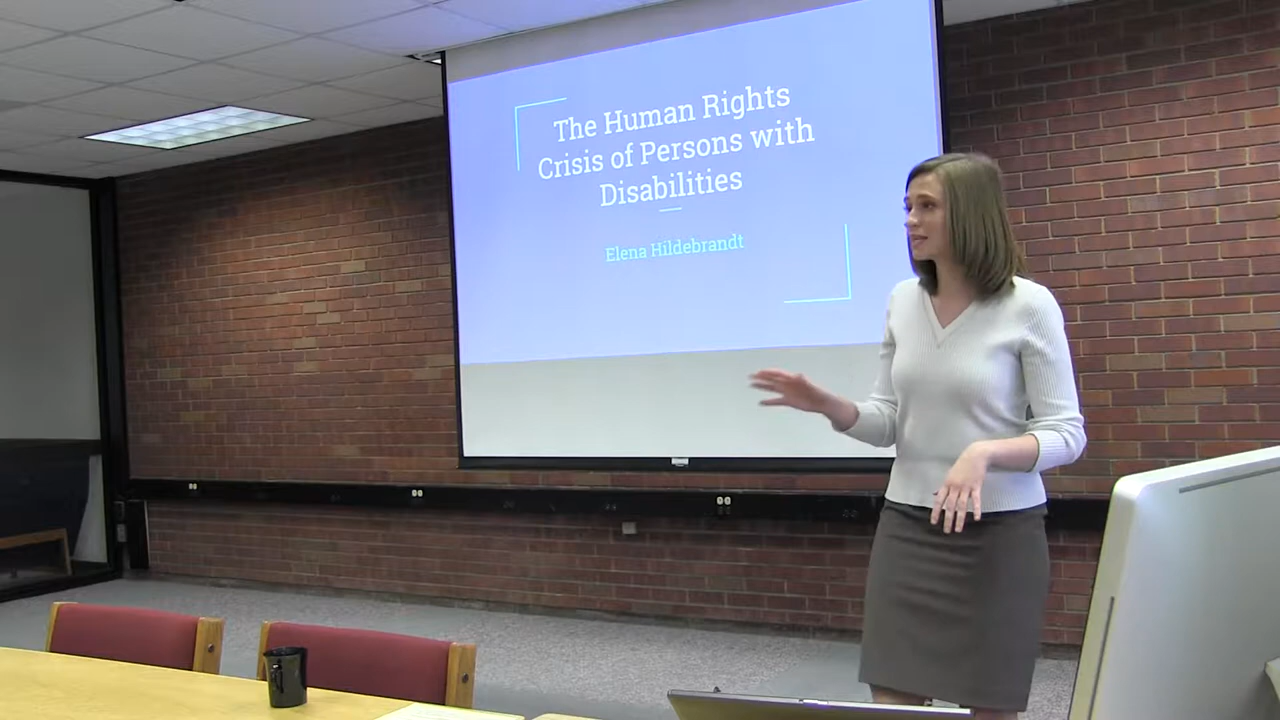 The Human Rights
Crisis of Persons with
Disabilities
Elena Hildebrandt